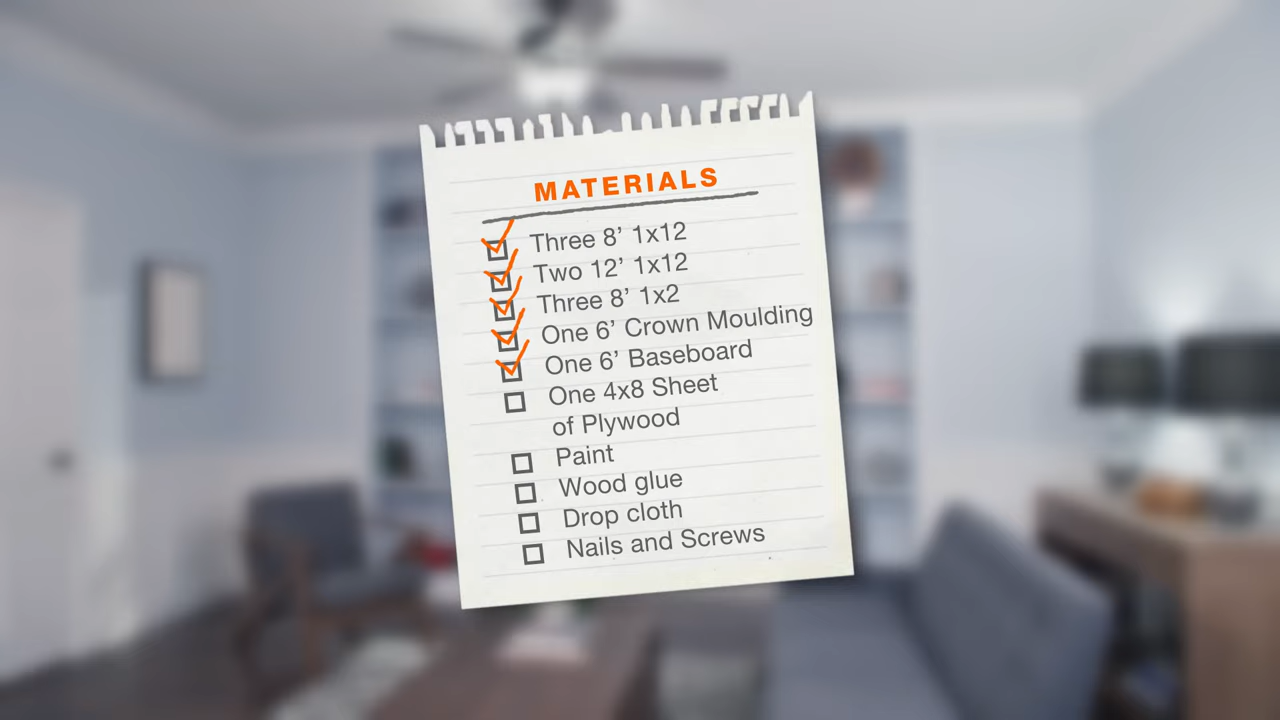 MATERIALS
Three 8’ 1x12
Two 12’ 1x12
Three 8’ 1x2
One 6’ Crown Moulding
One 6’ Baseboard
One 4x8 Sheet
of Plywood
Paint
Wood glue
Drop cloth
Nails and Screws